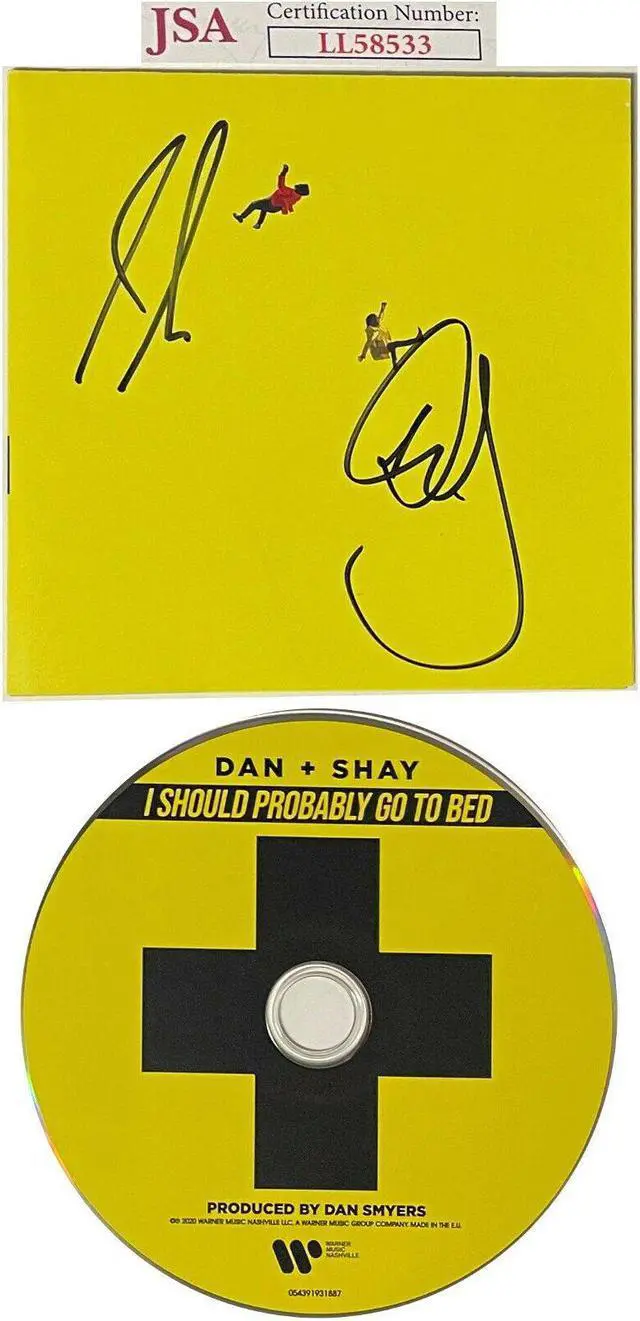 JSA
Certification Number:
LL58533
DAN + SHAY
I SHOULD PROBABLY GO TO BED
PRODUCED BY DAN SMYERS
℗© 2020 WARNER MUSIC NASHVILLE LLC, A WARNER MUSIC GROUP COMPANY. MADE IN THE E.U.
WARNER
MUSIC
NASHVILLE
054391931887